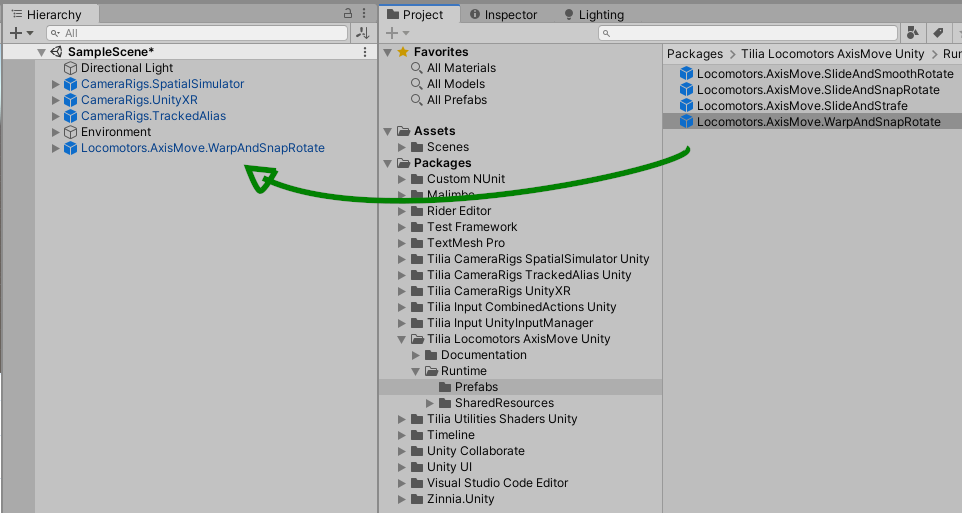 Hierarchy
All
SampleScene*
Directional Light
CameraRigs.SpatialSimulator
CameraRigs.UnityXR
CameraRigs.TrackedAlias
Environment
Locomotors.AxisMove.WarpAndSnapRotate
Project
Inspector
Lighting
Favorites
All Materials
All Models
All Prefabs
Assets
Scenes
Packages
Custom NUnit
Malimbe
Rider Editor
Test Framework
TextMesh Pro
Tilia CameraRigs SpatialSimulator Unity
Tilia CameraRigs TrackedAlias Unity
Tilia CameraRigs UnityXR
Tilia Input CombinedActions Unity
Tilia Input UnityInputManager
Tilia Locomotors AxisMove Unity
Documentation
Runtime
Prefabs
SharedResources
Tilia Utilities Shaders Unity
Timeline
Unity Collaborate
Unity UI
Visual Studio Code Editor
Zinnia.Unity
Packages > Tilia Locomotors AxisMove Unity > Run
Locomotors.AxisMove.SlideAndSmoothRotate
Locomotors.AxisMove.SlideAndSnapRotate
Locomotors.AxisMove.SlideAndStrafe
Locomotors.AxisMove.WarpAndSnapRotate